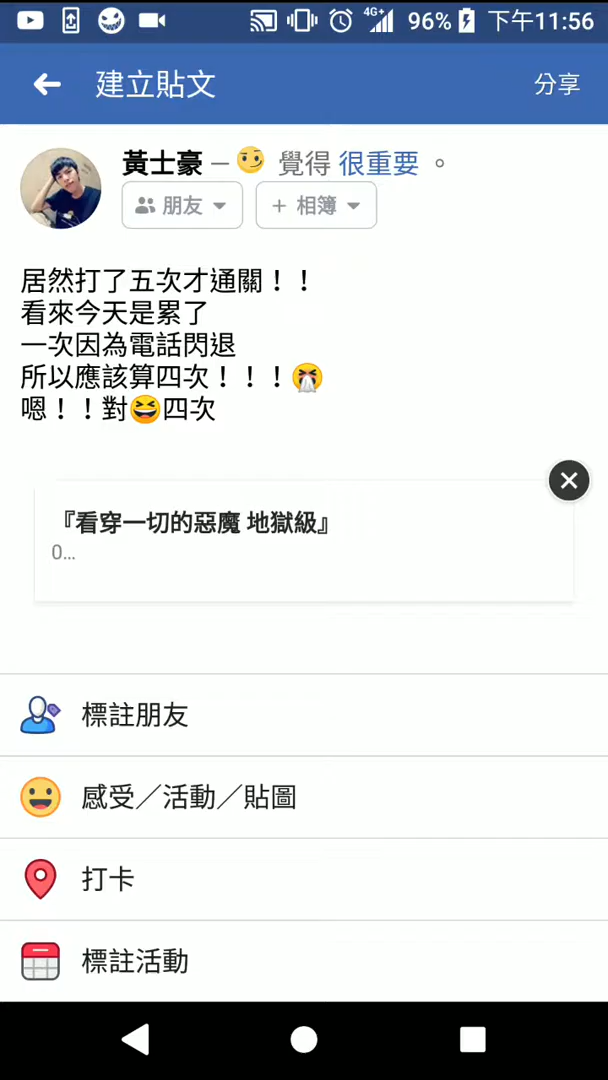 4G+ 96% 下午11:56
建立貼文 分享
黃士豪 — 覺得 很重要 。
朋友 + 相簿
居然打了五次才通關！！
看來今天是累了
一次因為電話閃退
所以應該算四次！！！🤧
嗯！！對😆四次
『看穿一切的惡魔 地獄級』
0...
標註朋友
感受／活動／貼圖
打卡
標註活動